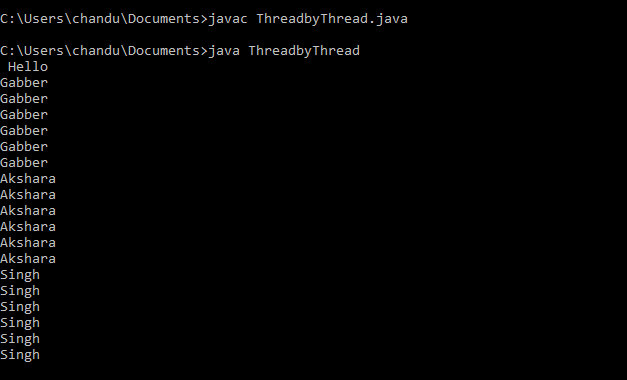 C:\Users\chandu\Documents>javac ThreadbyThread.java
C:\Users\chandu\Documents>java ThreadbyThread
Hello
Gabber
Gabber
Gabber
Gabber
Gabber
Gabber
Akshara
Akshara
Akshara
Akshara
Akshara
Akshara
Singh
Singh
Singh
Singh
Singh
Singh